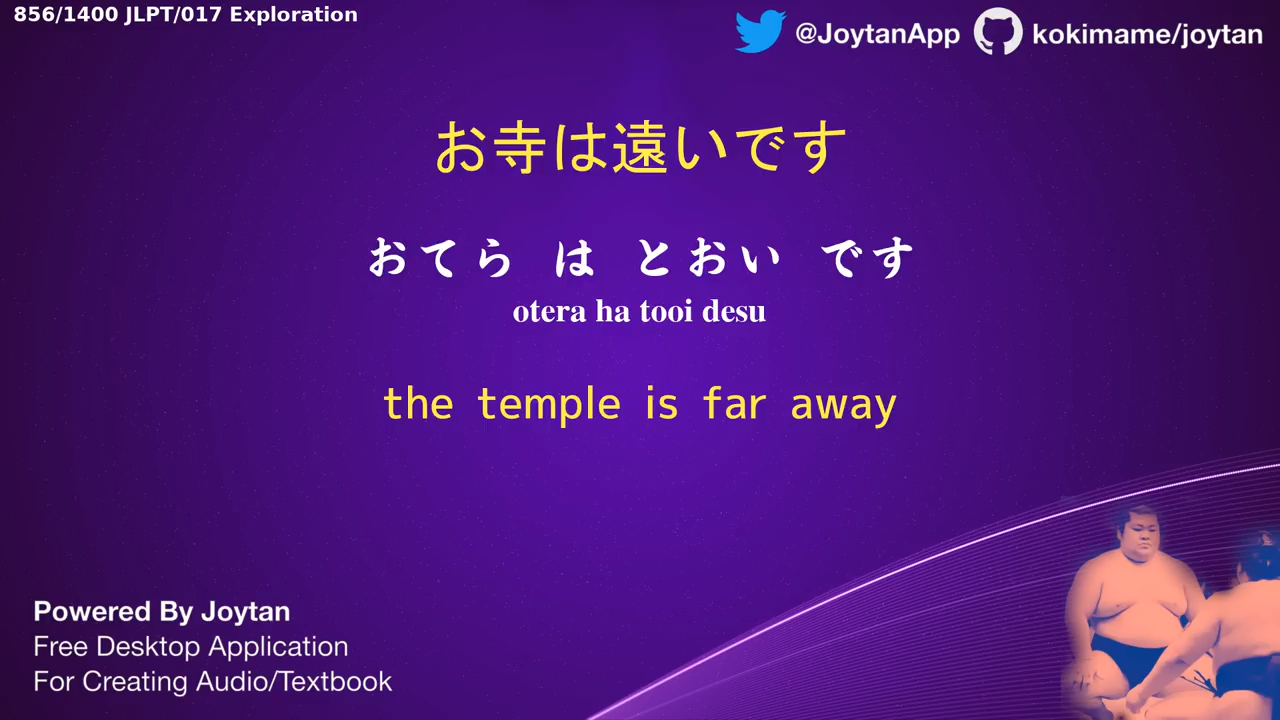 856/1400 JLPT/017 Exploration
@JoytanApp kokimame/joytan
お寺は遠いです
おてら は とおい です
otera ha tooi desu
the temple is far away
Powered By Joytan
Free Desktop Application
For Creating Audio/Textbook